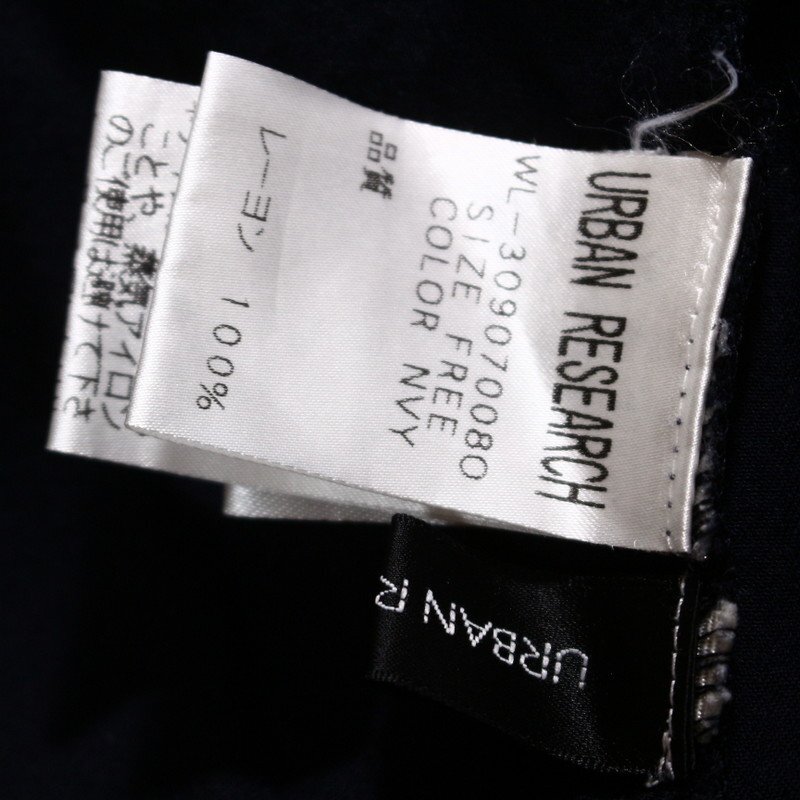 URBAN RESEARCH
WL-309070080
SIZE FREE
COLOR NVY
品質
レーヨン 100%
ことや 蒸気アイロン
のご使用は避けて下さ
URBAN R